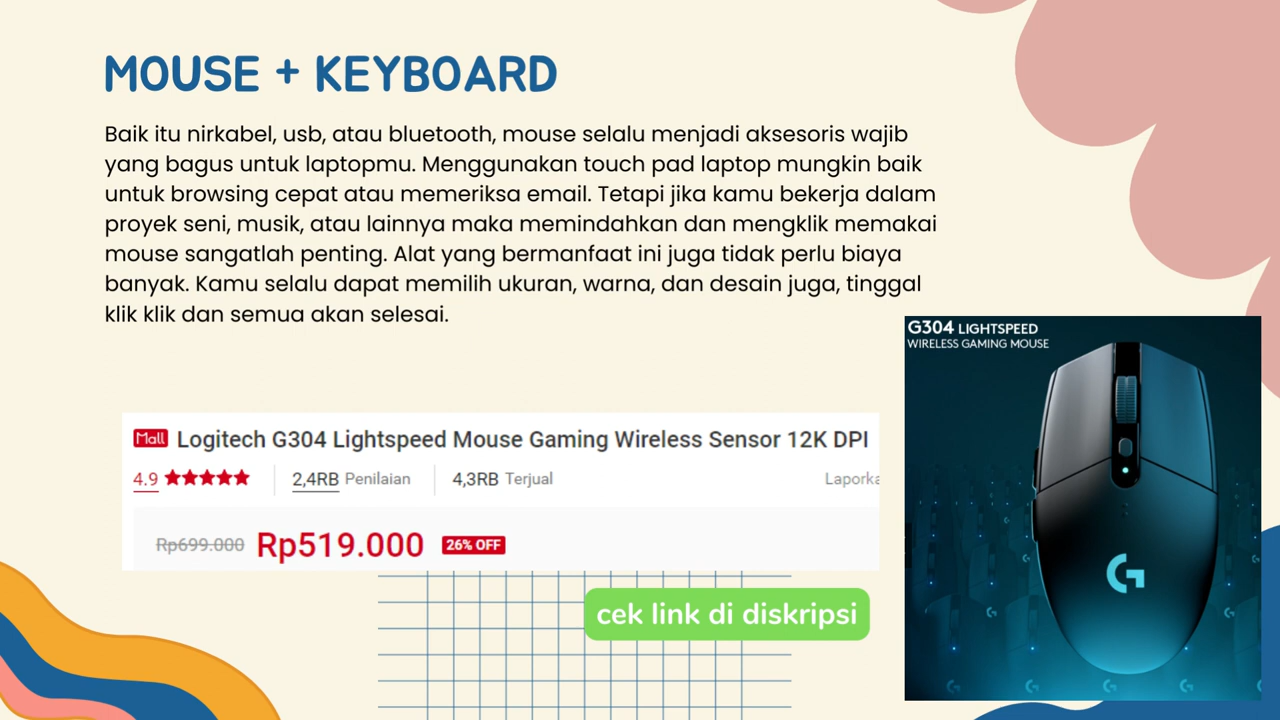 MOUSE + KEYBOARD
Baik itu nirkabel, usb, atau bluetooth, mouse selalu menjadi aksesoris wajib
yang bagus untuk laptopmu. Menggunakan touch pad laptop mungkin baik
untuk browsing cepat atau memeriksa email. Tetapi jika kamu bekerja dalam
proyek seni, musik, atau lainnya maka memindahkan dan mengklik memakai
mouse sangatlah penting. Alat yang bermanfaat ini juga tidak perlu biaya
banyak. Kamu selalu dapat memilih ukuran, warna, dan desain juga, tinggal
klik klik dan semua akan selesai.
G304 LIGHTSPEED
WIRELESS GAMING MOUSE
Mall Logitech G304 Lightspeed Mouse Gaming Wireless Sensor 12K DPI
4.9 2,4RB Penilaian 4,3RB Terjual Laporka
Rp699.000 Rp519.000 26% OFF
cek link di diskripsi